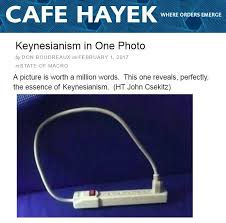 CAFE HAYEK WHERE ORDERS EMERGE
Keynesianism in One Photo
by DON BOUDREAUX on FEBRUARY 1, 2017
in STATE OF MACRO
A picture is worth a million words. This one reveals, perfectly,
the essence of Keynesianism. (HT John Csekitz)